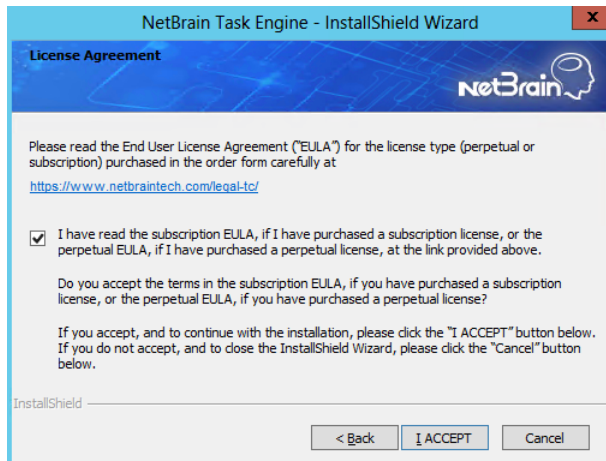 NetBrain Task Engine - InstallShield Wizard
x
License Agreement
NetBrain
Please read the End User License Agreement ("EULA") for the license type (perpetual or
subscription) purchased in the order form carefully at
https://www.netbraintech.com/legal-tc/
I have read the subscription EULA, if I have purchased a subscription license, or the
perpetual EULA, if I have purchased a perpetual license, at the link provided above.
Do you accept the terms in the subscription EULA, if you have purchased a subscription
license, or the perpetual EULA, if you have purchased a perpetual license?
If you accept, and to continue with the installation, please click the "I ACCEPT" button below.
If you do not accept, and to close the InstallShield Wizard, please click the "Cancel" button
below.
InstallShield
< Back I ACCEPT Cancel